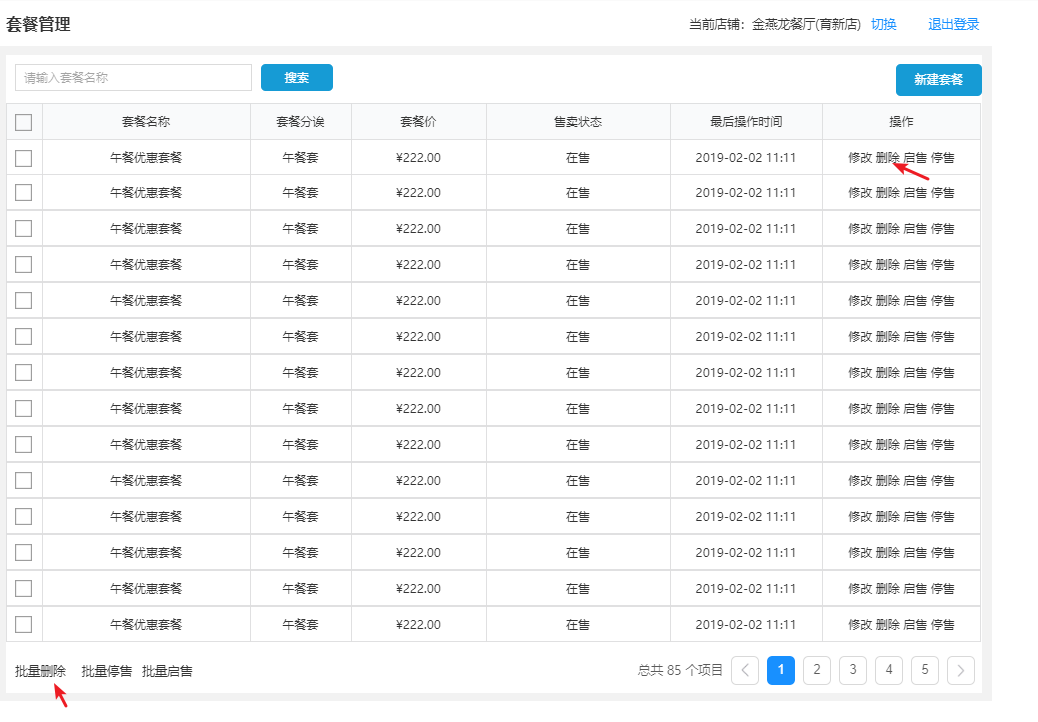 套餐管理 当前店铺: 金燕龙餐厅(育新店) 切换 退出登录
请输入套餐名称 搜索 新建套餐
套餐名称 套餐分诶 套餐价 售卖状态 最后操作时间 操作
午餐优惠套餐 午餐套 ¥222.00 在售 2019-02-02 11:11 修改 删除 启售 停售
午餐优惠套餐 午餐套 ¥222.00 在售 2019-02-02 11:11 修改 删除 启售 停售
午餐优惠套餐 午餐套 ¥222.00 在售 2019-02-02 11:11 修改 删除 启售 停售
午餐优惠套餐 午餐套 ¥222.00 在售 2019-02-02 11:11 修改 删除 启售 停售
午餐优惠套餐 午餐套 ¥222.00 在售 2019-02-02 11:11 修改 删除 启售 停售
午餐优惠套餐 午餐套 ¥222.00 在售 2019-02-02 11:11 修改 删除 启售 停售
午餐优惠套餐 午餐套 ¥222.00 在售 2019-02-02 11:11 修改 删除 启售 停售
午餐优惠套餐 午餐套 ¥222.00 在售 2019-02-02 11:11 修改 删除 启售 停售
午餐优惠套餐 午餐套 ¥222.00 在售 2019-02-02 11:11 修改 删除 启售 停售
午餐优惠套餐 午餐套 ¥222.00 在售 2019-02-02 11:11 修改 删除 启售 停售
午餐优惠套餐 午餐套 ¥222.00 在售 2019-02-02 11:11 修改 删除 启售 停售
午餐优惠套餐 午餐套 ¥222.00 在售 2019-02-02 11:11 修改 删除 启售 停售
午餐优惠套餐 午餐套 ¥222.00 在售 2019-02-02 11:11 修改 删除 启售 停售
午餐优惠套餐 午餐套 ¥222.00 在售 2019-02-02 11:11 修改 删除 启售 停售
批量删除 批量停售 批量启售 总共 85 个项目 1 2 3 4 5